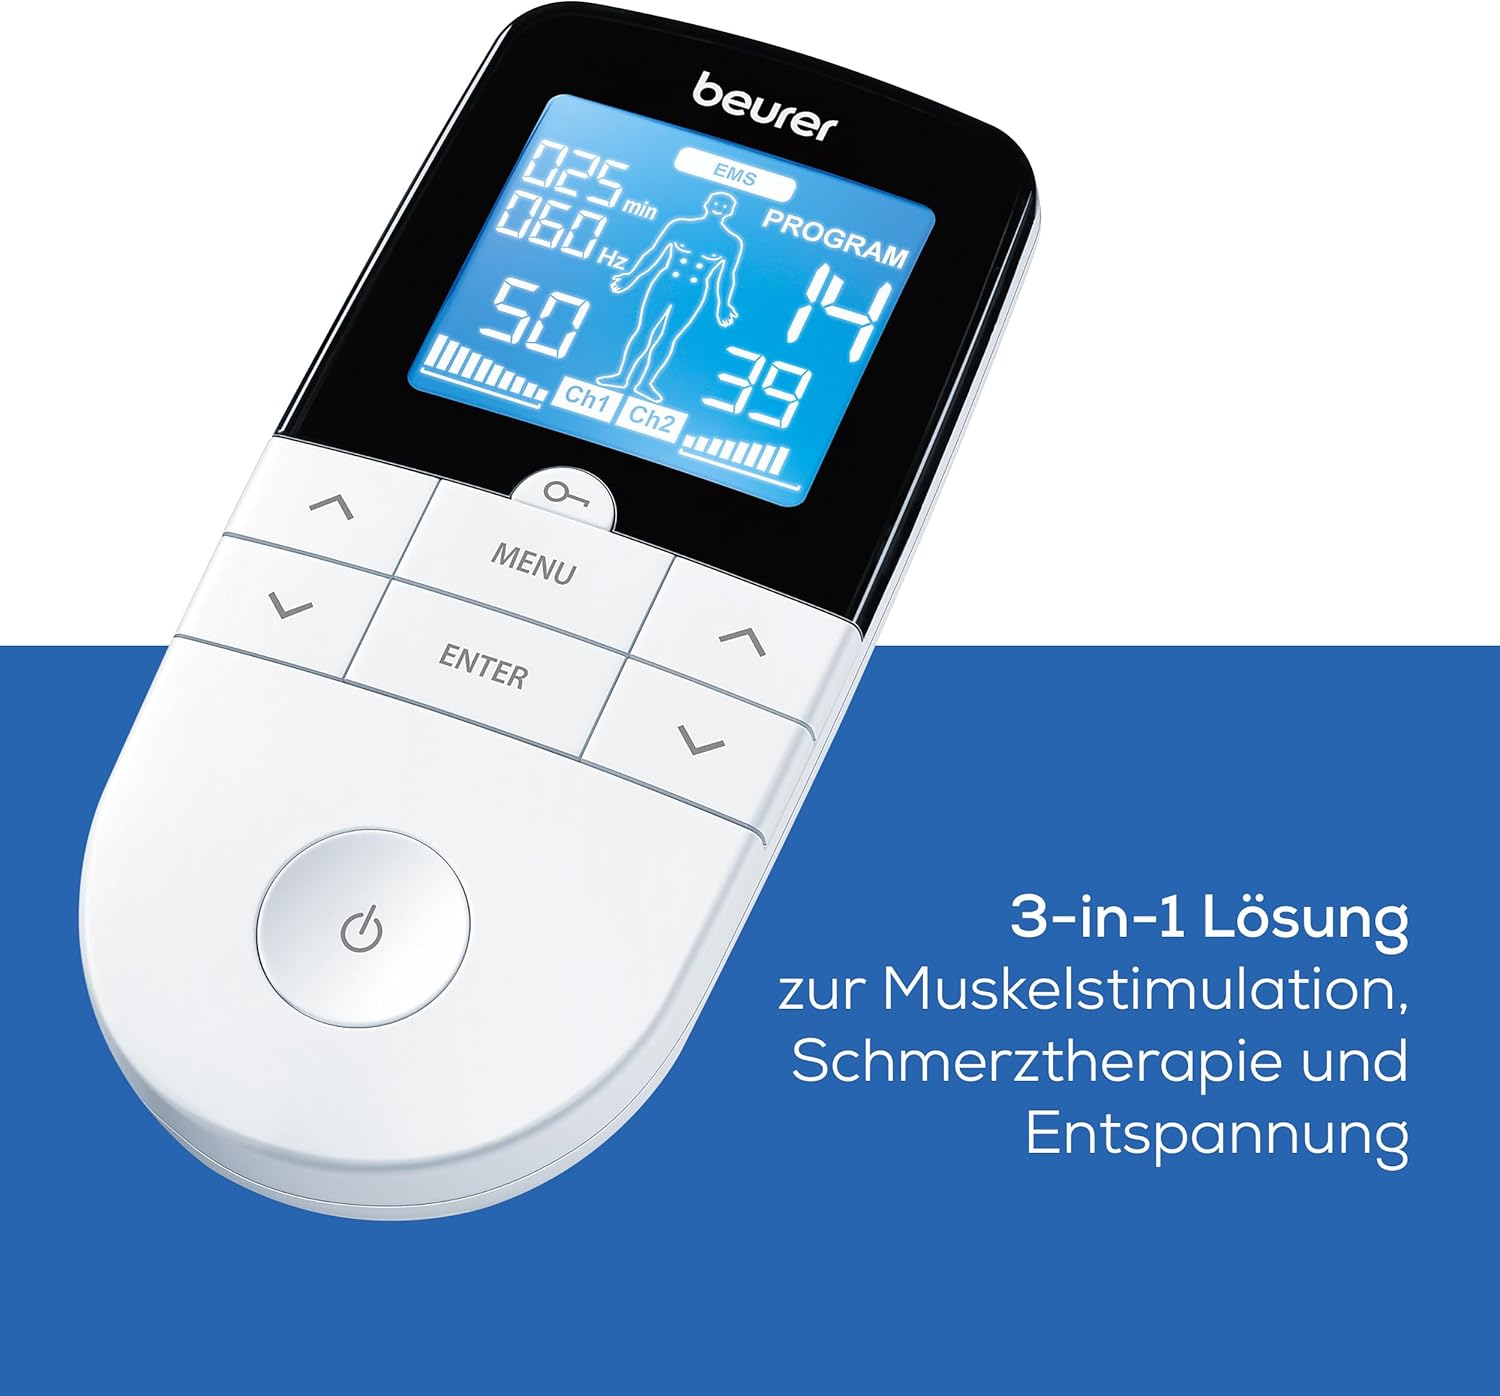 beurer
EMS
025 min
PROGRAM
060 Hz
14
50
39
Ch1 Ch2
MENU
ENTER
3-in-1 Lösung
zur Muskelstimulation,
Schmerztherapie und
Entspannung